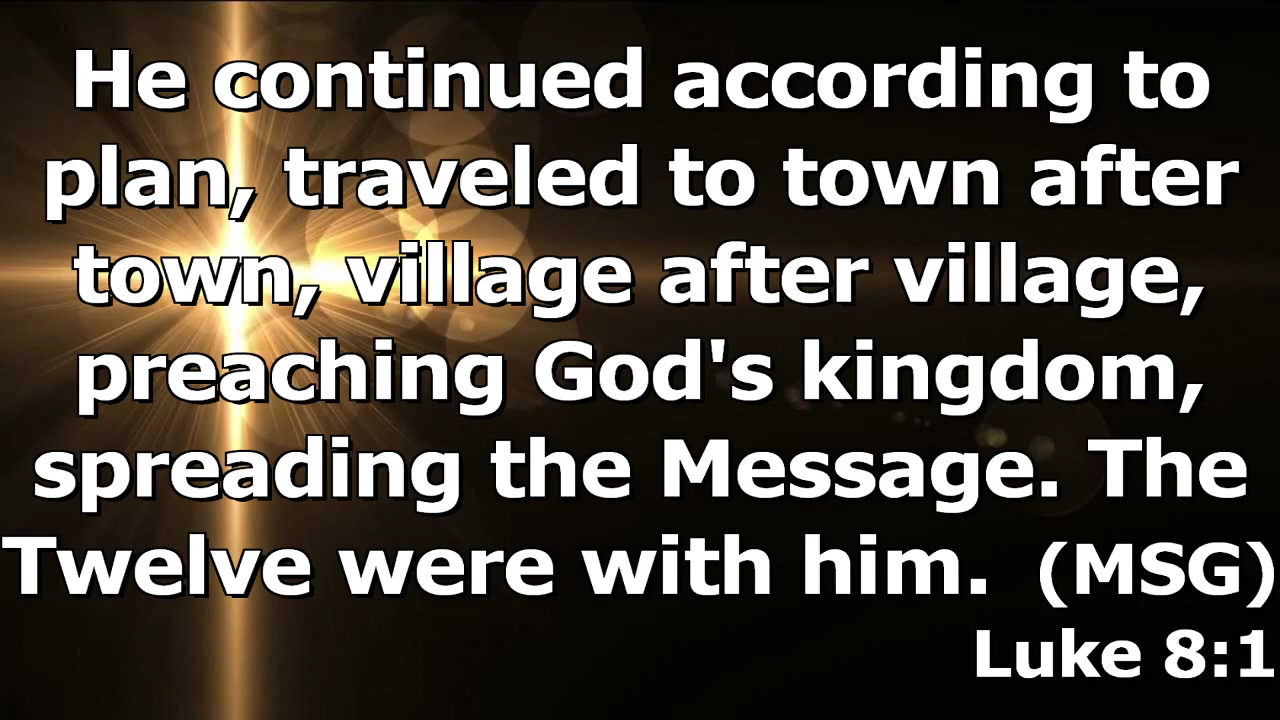 He continued according to
plan, traveled to town after
town, village after village,
preaching God's kingdom,
spreading the Message. The
Twelve were with him. (MSG)
Luke 8:1